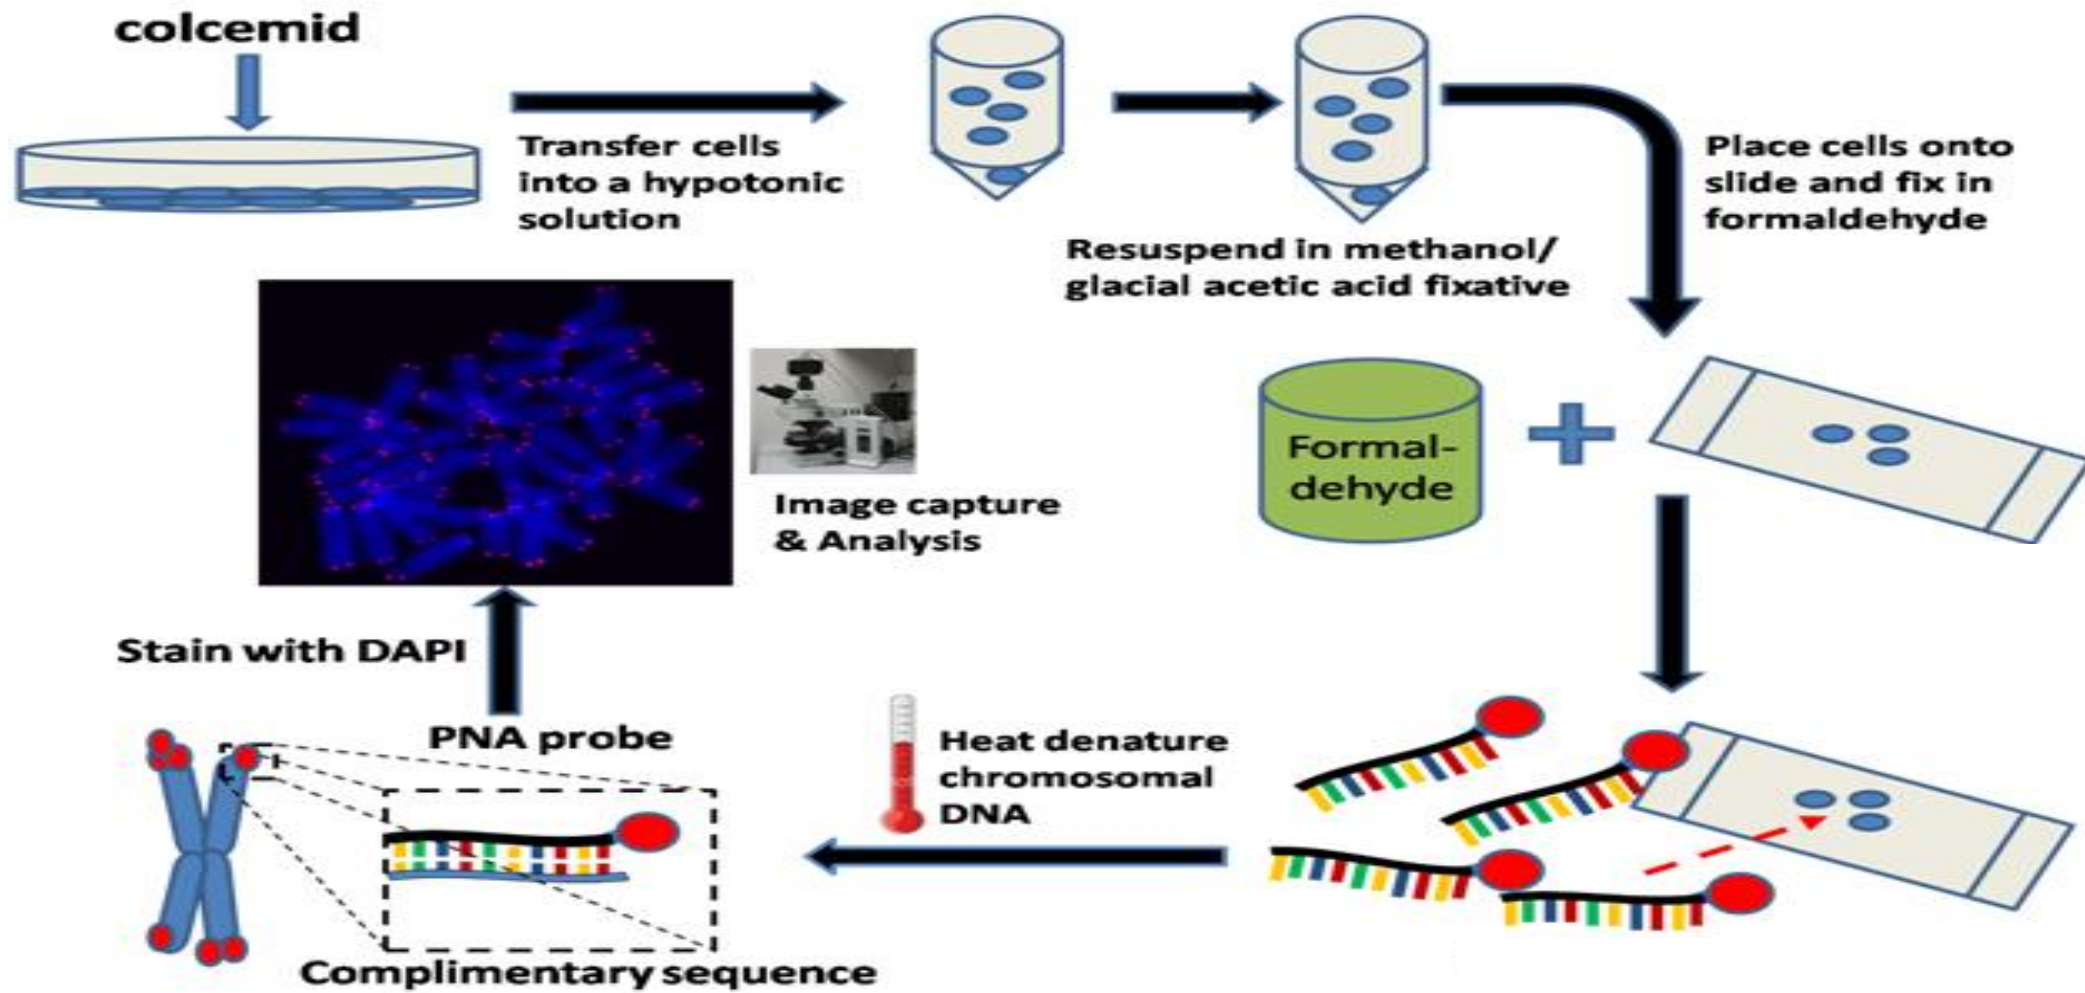 colcemid
Transfer cells
into a hypotonic
solution
Resuspend in methanol/
glacial acetic acid fixative
Place cells onto
slide and fix in
formaldehyde
Formal-
dehyde
Heat denature
chromosomal
DNA
PNA probe
Complimentary sequence
Stain with DAPI
Image capture
& Analysis